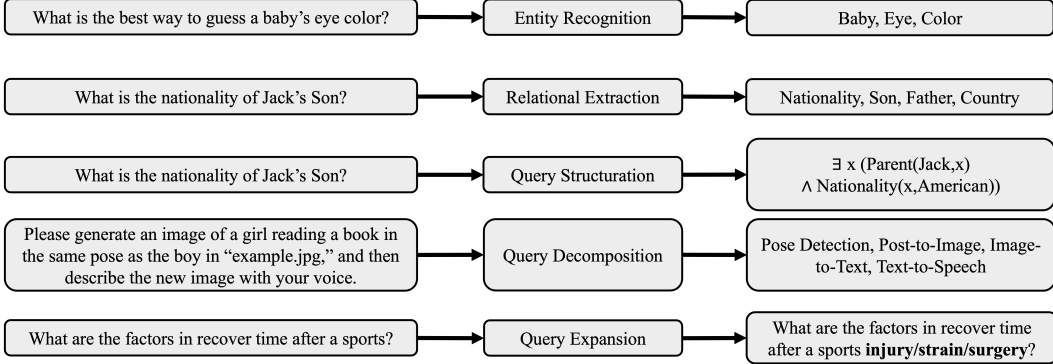 What is the best way to guess a baby's eye color?
Entity Recognition
Baby, Eye, Color
What is the nationality of Jack's Son?
Relational Extraction
Nationality, Son, Father, Country
What is the nationality of Jack's Son?
Query Structuration
∃ x (Parent(Jack,x)
∧ Nationality(x,American))
Please generate an image of a girl reading a book in
the same pose as the boy in “example.jpg,” and then
describe the new image with your voice.
Query Decomposition
Pose Detection, Post-to-Image, Image-
to-Text, Text-to-Speech
What are the factors in recover time after a sports?
Query Expansion
What are the factors in recover time
after a sports injury/strain/surgery?